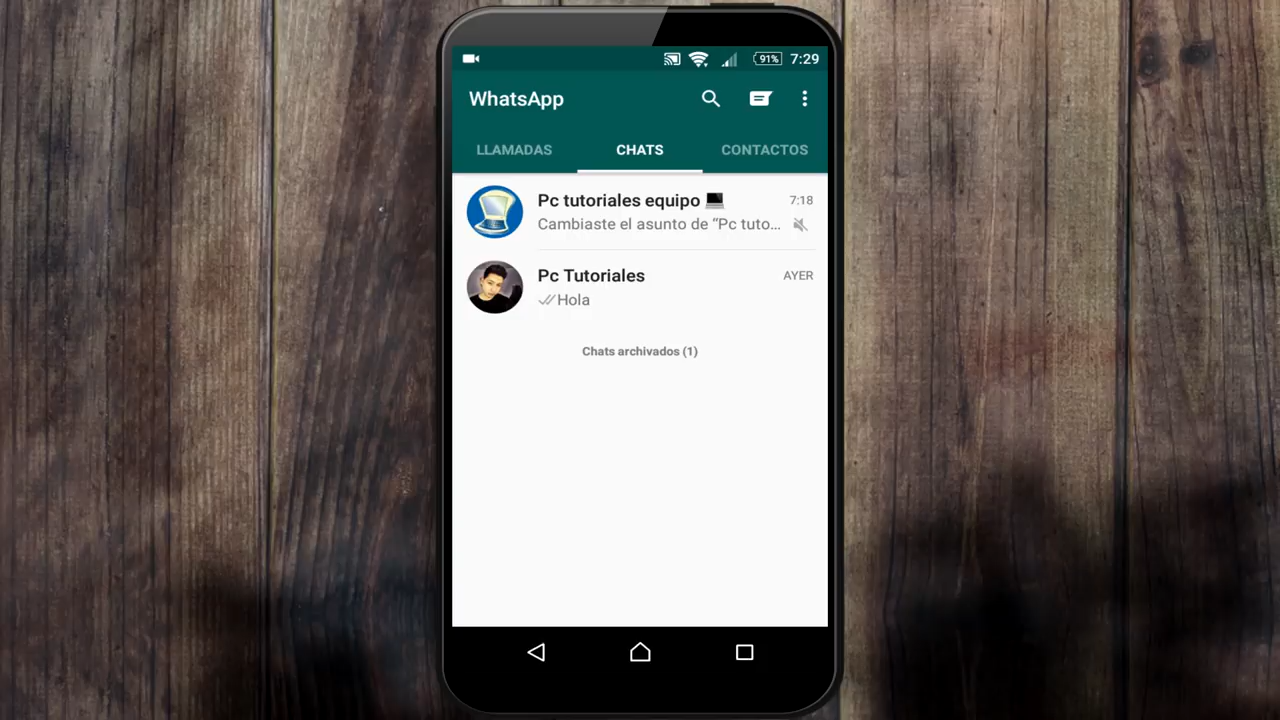 91% 7:29
WhatsApp
LLAMADAS CHATS CONTACTOS
Pc tutoriales equipo 💻 7:18
Cambiaste el asunto de “Pc tuto...
Pc Tutoriales AYER
Hola
Chats archivados (1)